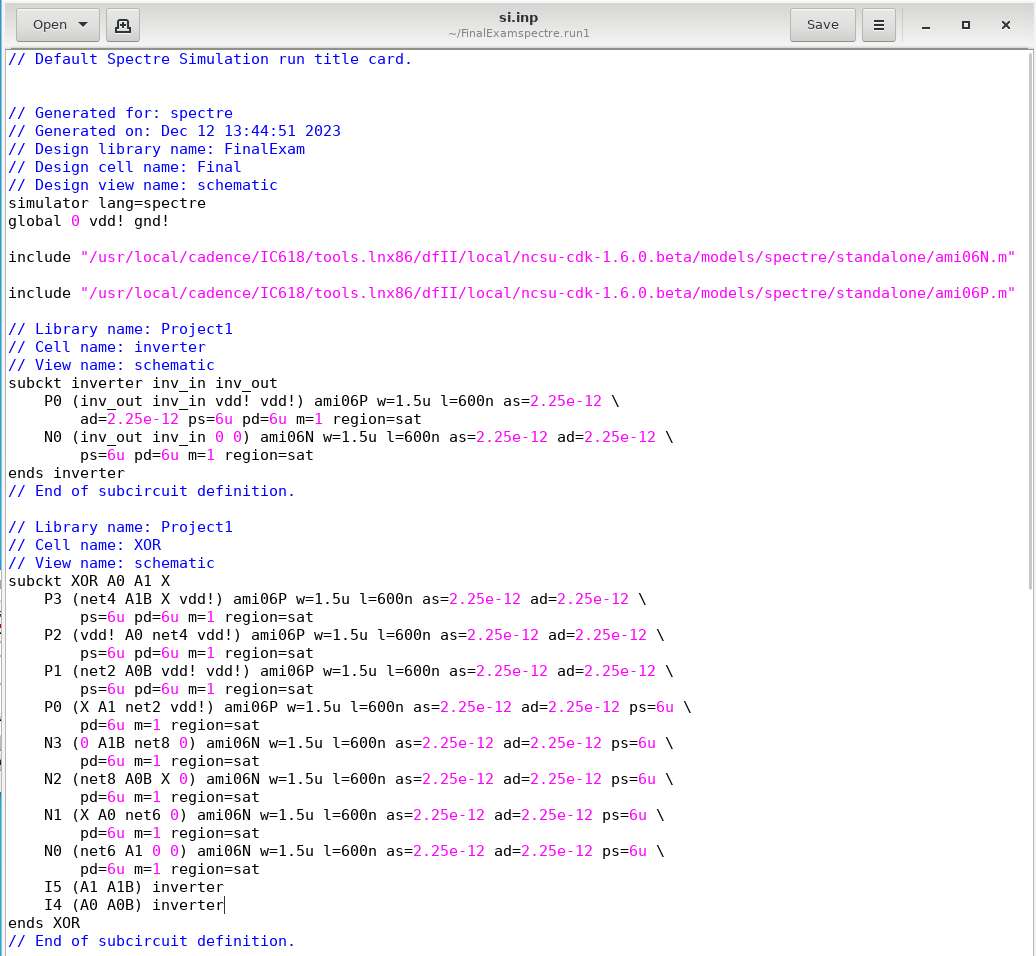 Open
si.inp
~/FinalExamspectre.run1
Save
// Default Spectre Simulation run title card.
// Generated for: spectre
// Generated on: Dec 12 13:44:51 2023
// Design library name: FinalExam
// Design cell name: Final
// Design view name: schematic
simulator lang=spectre
global 0 vdd! gnd!
include "/usr/local/cadence/IC618/tools.lnx86/dfII/local/ncsu-cdk-1.6.0.beta/models/spectre/standalone/ami06N.m"
include "/usr/local/cadence/IC618/tools.lnx86/dfII/local/ncsu-cdk-1.6.0.beta/models/spectre/standalone/ami06P.m"
// Library name: Project1
// Cell name: inverter
// View name: schematic
subckt inverter inv_in inv_out
    P0 (inv_out inv_in vdd! vdd!) ami06P w=1.5u l=600n as=2.25e-12 \
        ad=2.25e-12 ps=6u pd=6u m=1 region=sat
    N0 (inv_out inv_in 0 0) ami06N w=1.5u l=600n as=2.25e-12 ad=2.25e-12 \
        ps=6u pd=6u m=1 region=sat
ends inverter
// End of subcircuit definition.
// Library name: Project1
// Cell name: XOR
// View name: schematic
subckt XOR A0 A1 X
    P3 (net4 A1B X vdd!) ami06P w=1.5u l=600n as=2.25e-12 ad=2.25e-12 \
        ps=6u pd=6u m=1 region=sat
    P2 (vdd! A0 net4 vdd!) ami06P w=1.5u l=600n as=2.25e-12 ad=2.25e-12 \
        ps=6u pd=6u m=1 region=sat
    P1 (net2 A0B vdd! vdd!) ami06P w=1.5u l=600n as=2.25e-12 ad=2.25e-12 \
        ps=6u pd=6u m=1 region=sat
    P0 (X A1 net2 vdd!) ami06P w=1.5u l=600n as=2.25e-12 ad=2.25e-12 ps=6u \
        pd=6u m=1 region=sat
    N3 (0 A1B net8 0) ami06N w=1.5u l=600n as=2.25e-12 ad=2.25e-12 ps=6u \
        pd=6u m=1 region=sat
    N2 (net8 A0B X 0) ami06N w=1.5u l=600n as=2.25e-12 ad=2.25e-12 ps=6u \
        pd=6u m=1 region=sat
    N1 (X A0 net6 0) ami06N w=1.5u l=600n as=2.25e-12 ad=2.25e-12 ps=6u \
        pd=6u m=1 region=sat
    N0 (net6 A1 0 0) ami06N w=1.5u l=600n as=2.25e-12 ad=2.25e-12 ps=6u \
        pd=6u m=1 region=sat
    I5 (A1 A1B) inverter
    I4 (A0 A0B) inverter
ends XOR
// End of subcircuit definition.